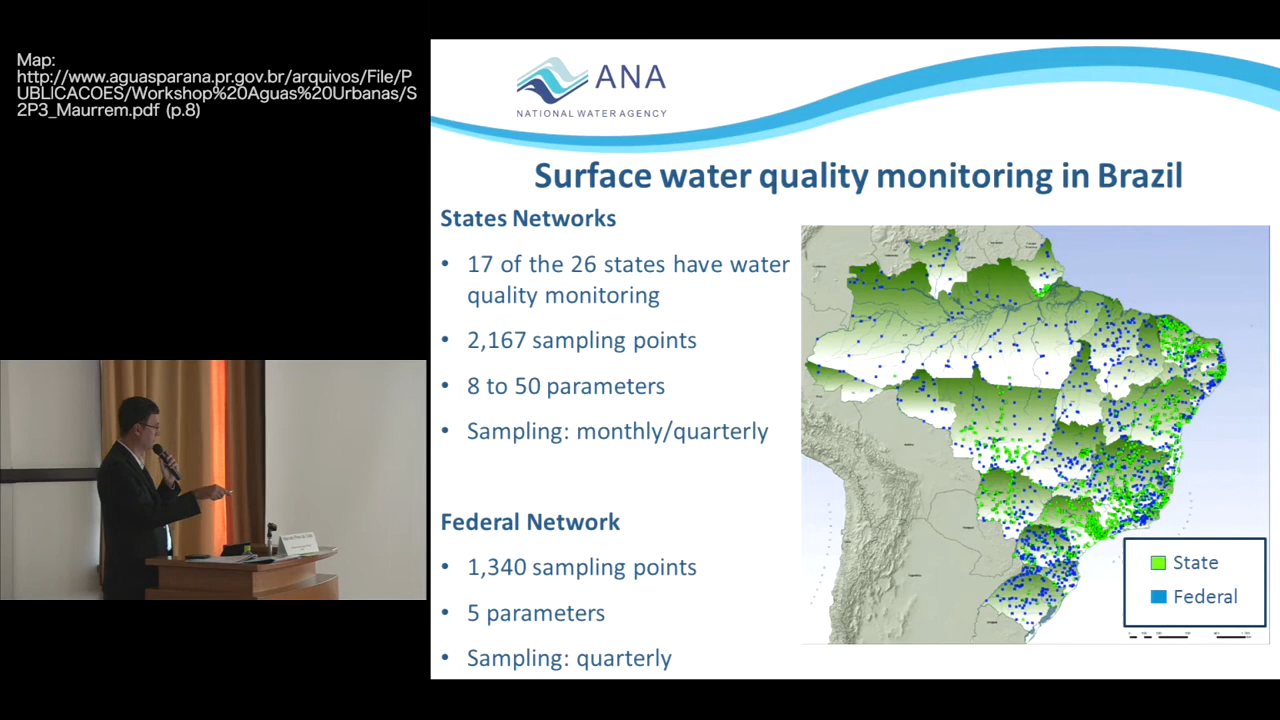 Map:
http://www.aguasparana.pr.gov.br/arquivos/File/P
UBLICACOES/Workshop%20Aguas%20Urbanas/S
2P3_Maurrem.pdf (p.8)
ANA
NATIONAL WATER AGENCY
Surface water quality monitoring in Brazil
States Networks
• 17 of the 26 states have water
quality monitoring
• 2,167 sampling points
• 8 to 50 parameters
• Sampling: monthly/quarterly
Federal Network
• 1,340 sampling points
• 5 parameters
• Sampling: quarterly
State
Federal